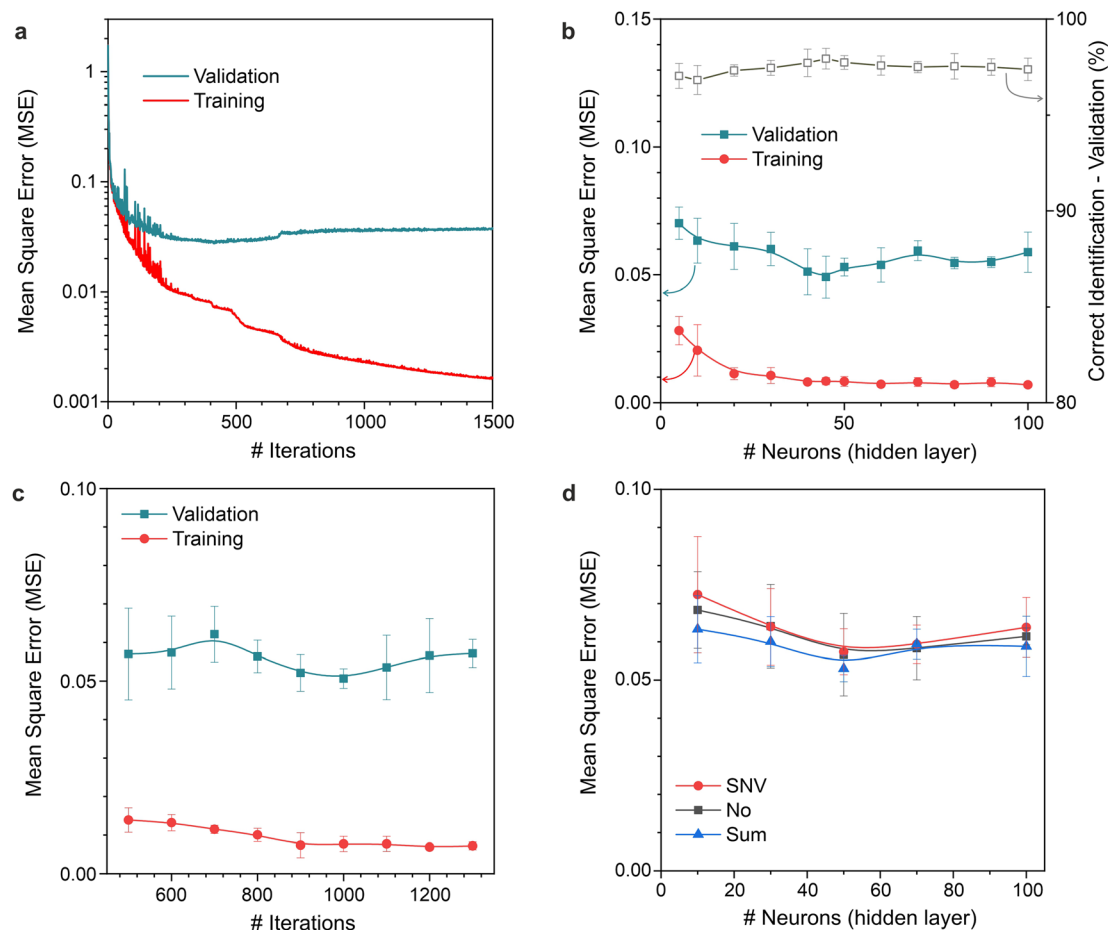 a
Mean Square Error (MSE)
1
0.1
0.01
0.001
Validation
Training
0
500
1000
1500
# Iterations
b
Mean Square Error (MSE)
0.15
0.10
0.05
0.00
Validation
Training
0
50
100
# Neurons (hidden layer)
100
90
80
Correct Identification - Validation (%)
c
Mean Square Error (MSE)
0.10
0.05
0.00
Validation
Training
600
800
1000
1200
# Iterations
d
Mean Square Error (MSE)
0.10
0.05
0.00
SNV
No
Sum
0
20
40
60
80
100
# Neurons (hidden layer)